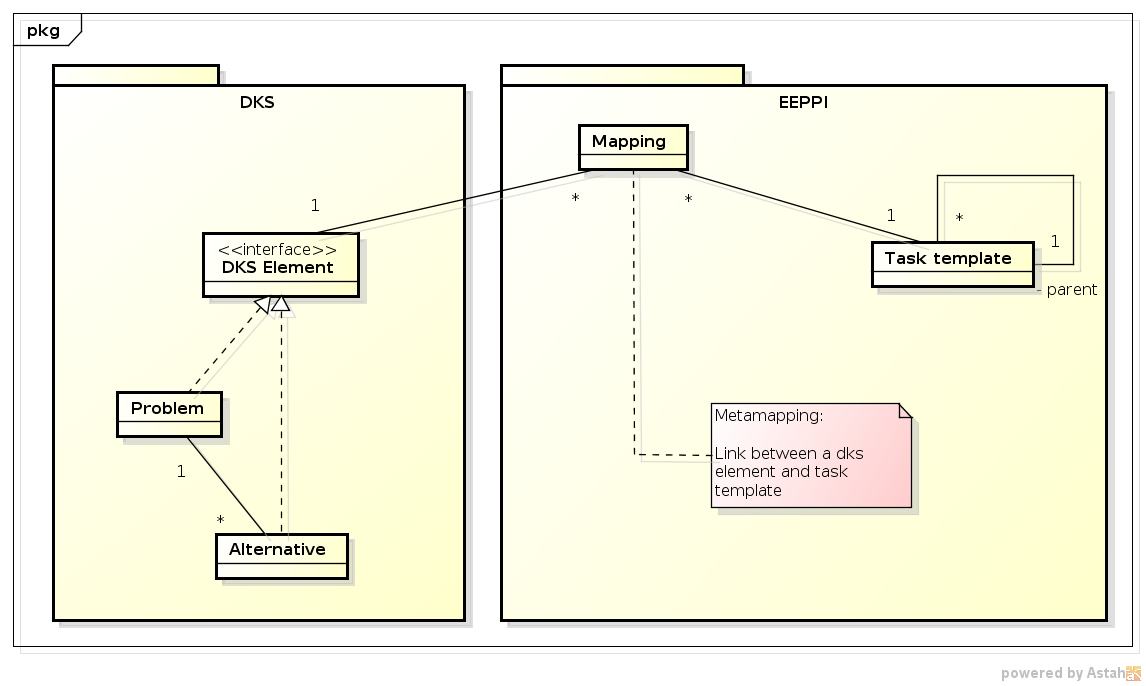 pkg
DKS
EEPPI
Mapping
1
*
*
1
*
1
<<interface>>
DKS Element
Task template
- parent
Problem
Metamapping:
Link between a dks
element and task
template
1
*
Alternative
powered by Astah